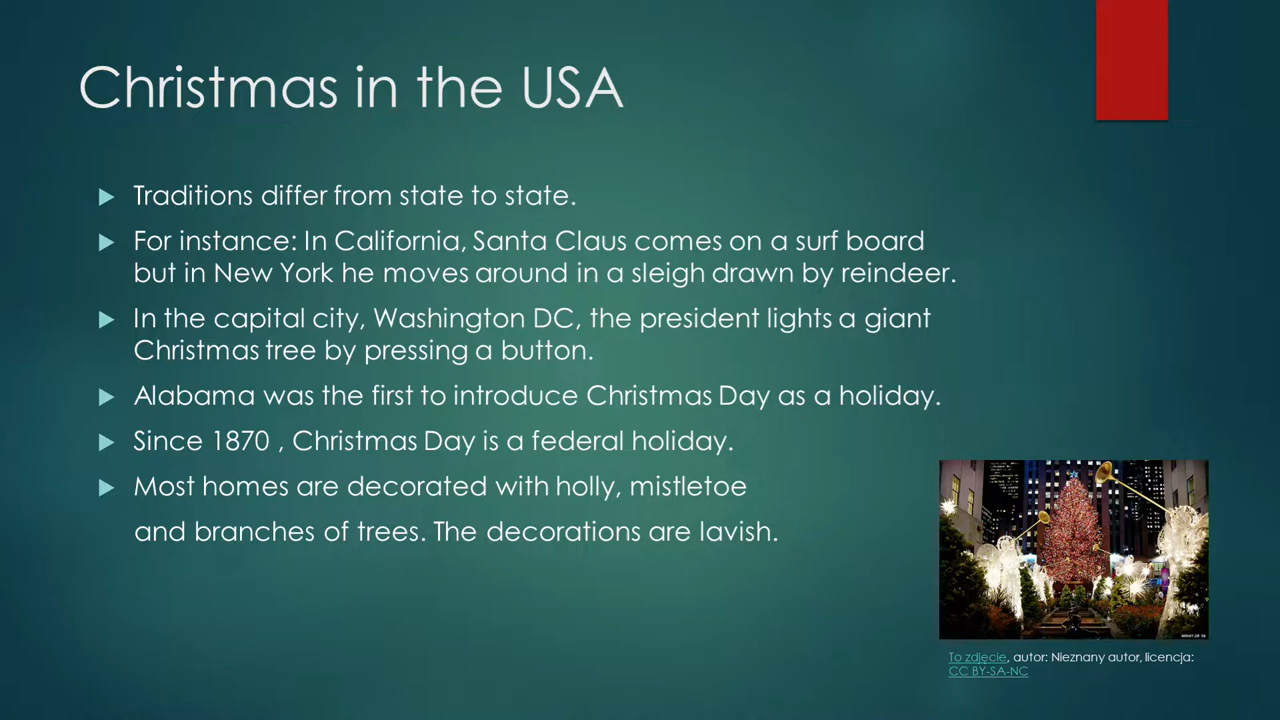 Christmas in the USA
Traditions differ from state to state.
For instance: In California, Santa Claus comes on a surf board
but in New York he moves around in a sleigh drawn by reindeer.
In the capital city, Washington DC, the president lights a giant
Christmas tree by pressing a button.
Alabama was the first to introduce Christmas Day as a holiday.
Since 1870 , Christmas Day is a federal holiday.
Most homes are decorated with holly, mistletoe
and branches of trees. The decorations are lavish.
To zdjęcie, autor: Nieznany autor, licencja:
CC BY-SA-NC